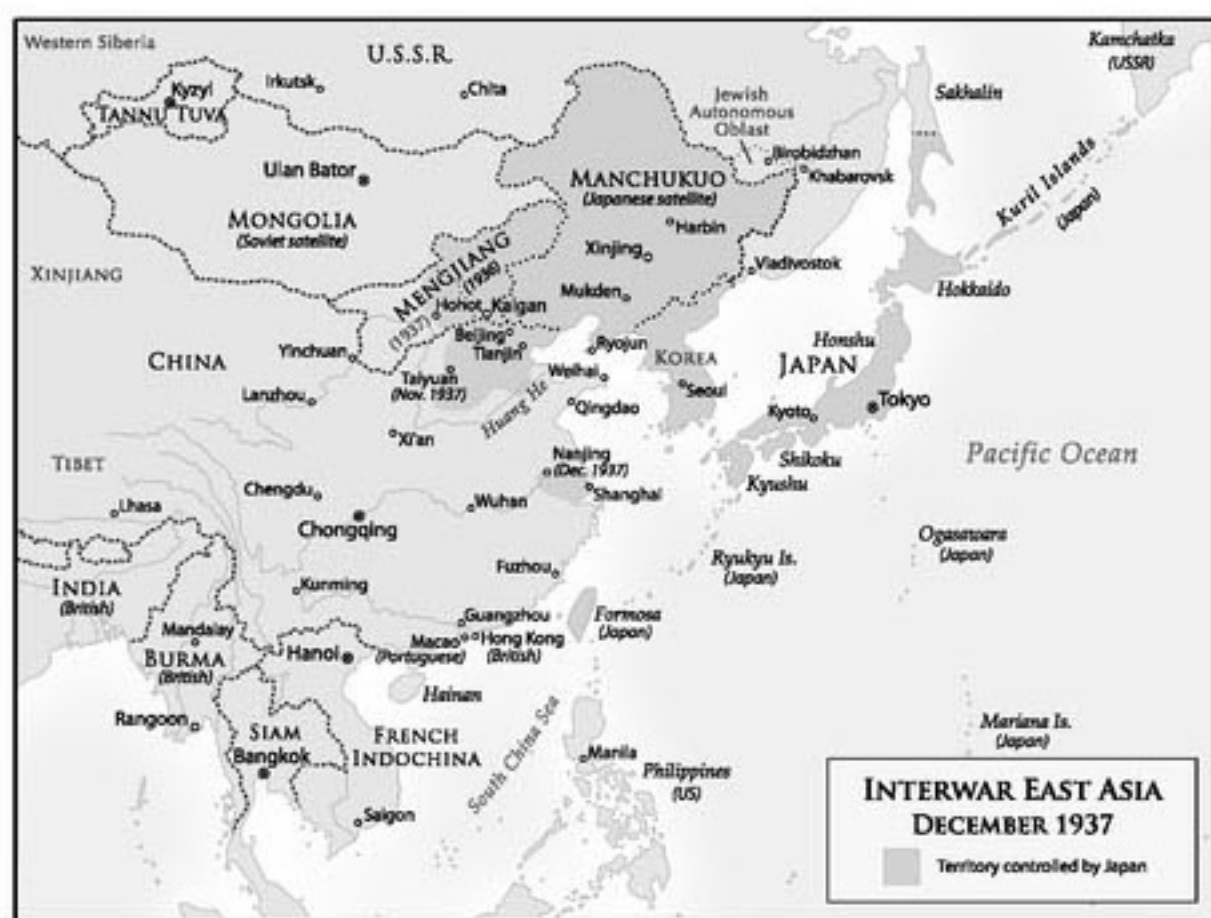 Western Siberia
U.S.S.R.
Kamchatka
(USSR)
Kyzyl
TANNU TUVA
Irkutsk
Chita
Sakhalin
Jewish
Autonomous
Oblast
Birobidzhan
Khabarovsk
Ulan Bator
MANCHUKUO
(Japanese satellite)
Kuril Islands
(Japan)
MONGOLIA
(Soviet satellite)
Harbin
XINJIANG
MENGJIANG
(1936)
Xinjing
Vladivostok
Mukden
Hokkaido
Hohot
Kalgan
(1937)
Beijing
Tianjin
Ryojun
KOREA
Honshu
JAPAN
CHINA
Yinchuan
Taiyuan
(Nov. 1937)
Weihai
Seoul
Lanzhou
Huang He
Qingdao
Kyoto
Tokyo
Xi'an
TIBET
Nanjing
(Dec. 1937)
Shikoku
Pacific Ocean
Chengdu
Wuhan
Shanghai
Kyushu
Lhasa
Chongqing
Ogasawara
(Japan)
Ryukyu Is.
(Japan)
Fuzhou
INDIA
(British)
Kunming
Guangzhou
Formosa
(Japan)
Mandalay
Macao
(Portuguese)
Hong Kong
(British)
BURMA
(British)
Hanoi
Hainan
Rangoon
SIAM
Bangkok
FRENCH
INDOCHINA
South China Sea
Mariana Is.
(Japan)
Manila
Philippines
(US)
Saigon
INTERWAR EAST ASIA
DECEMBER 1937
Territory controlled by Japan